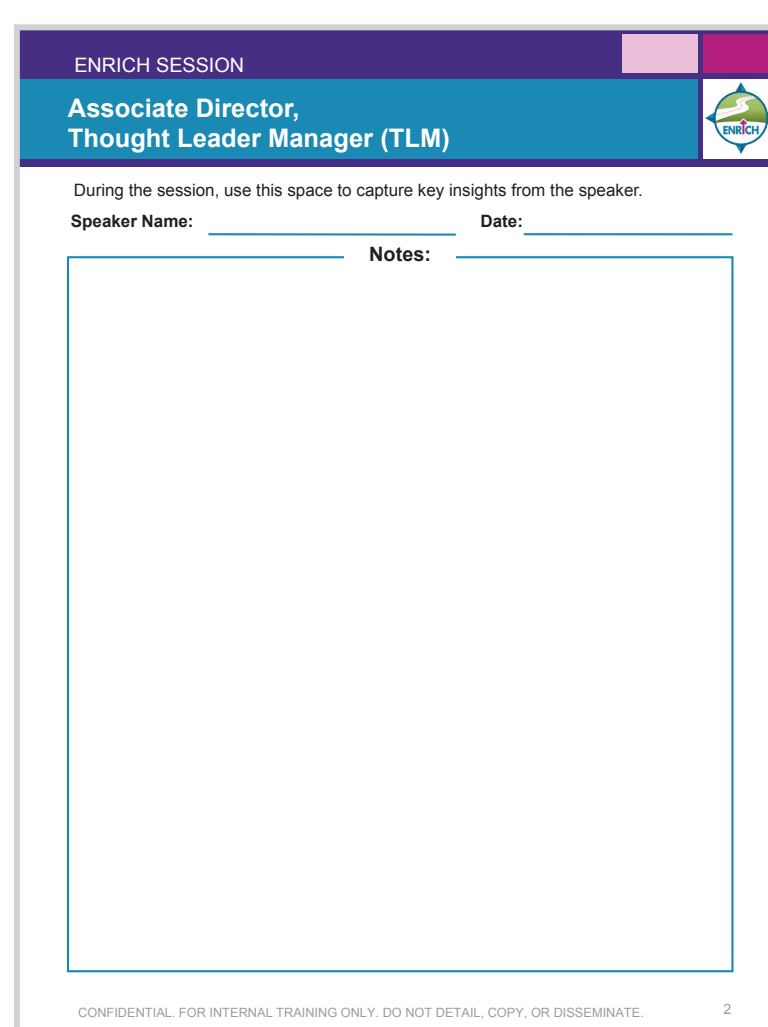 ENRICH SESSION
Associate Director,
Thought Leader Manager (TLM)
ENRICH
During the session, use this space to capture key insights from the speaker.
Speaker Name: Date:
Notes:
CONFIDENTIAL. FOR INTERNAL TRAINING ONLY. DO NOT DETAIL, COPY, OR DISSEMINATE. 2